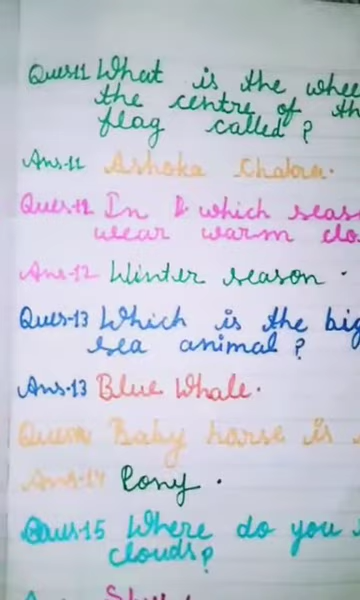 Ques11 What is the whee
the centre of th
flag called?
Ans-11 Ashoka Chakra.
Ques-12 In which seas
wear warm clo
Ans-12 Winter season.
Ques-13 Which is the big
sea animal?
Ans-13 Blue Whale.
Baby horse is
Ans-14 Pony.
Ques15 Where do you
clouds?